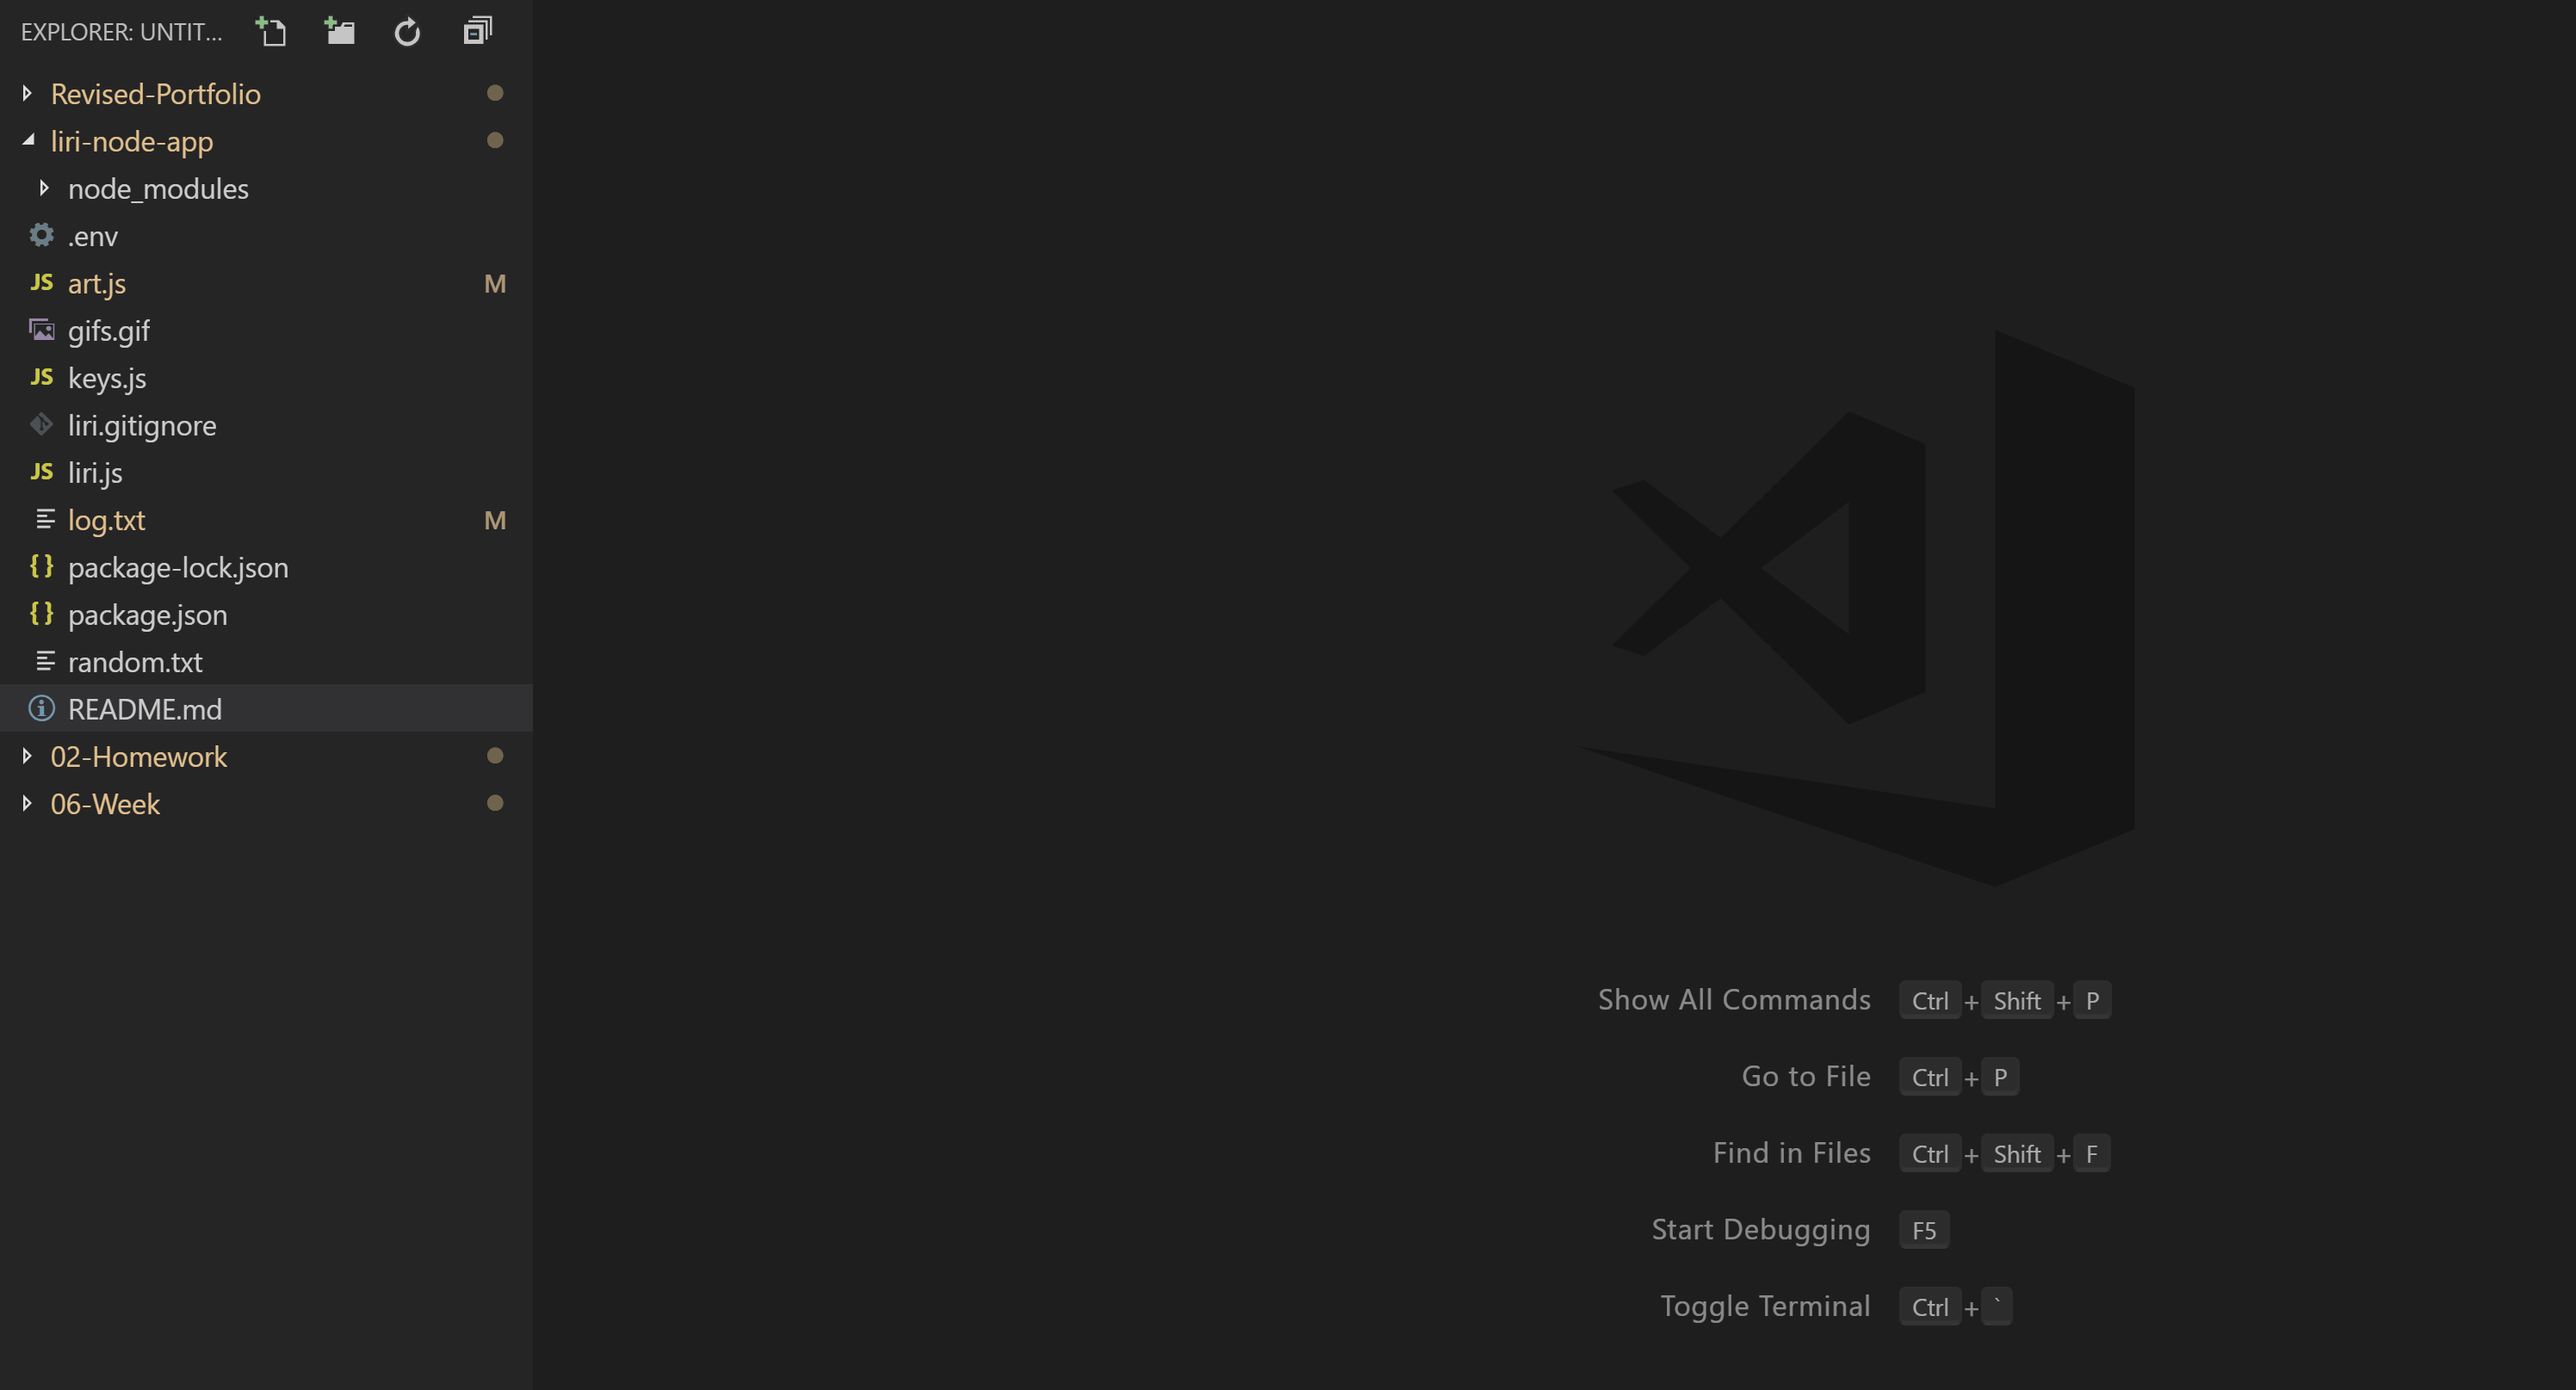 EXPLORER: UNTIT...
Revised-Portfolio
liri-node-app
node_modules
.env
JS art.js M
gifs.gif
JS keys.js
liri.gitignore
JS liri.js
log.txt M
{ } package-lock.json
{ } package.json
random.txt
README.md
02-Homework
06-Week
Show All Commands Ctrl + Shift + P
Go to File Ctrl + P
Find in Files Ctrl + Shift + F
Start Debugging F5
Toggle Terminal Ctrl + `